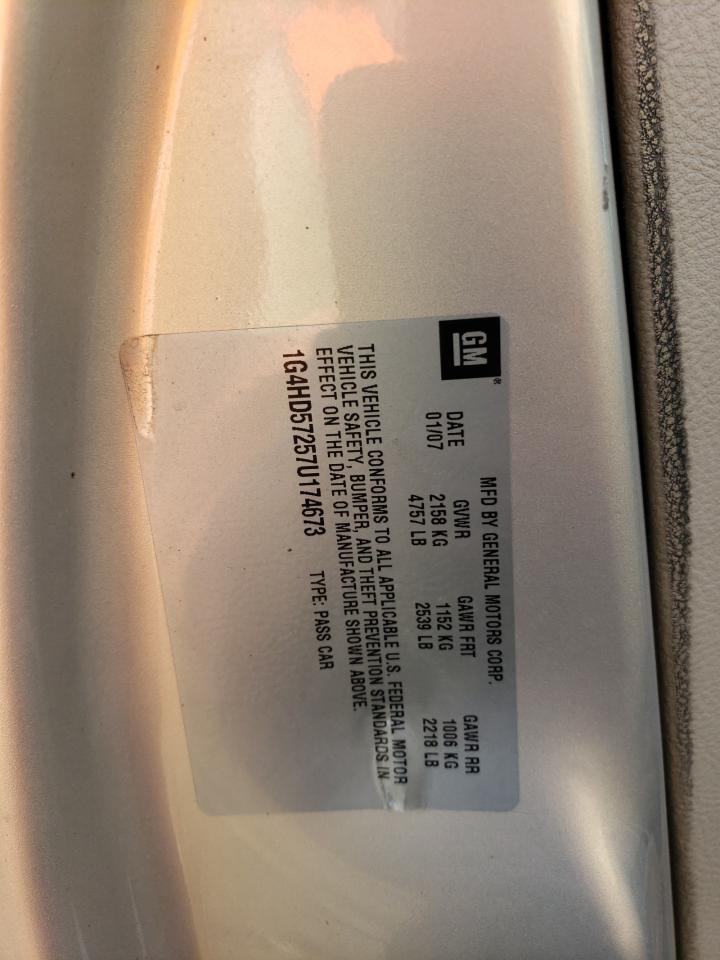 GM ®
MFD BY GENERAL MOTORS CORP.
DATE GVWR GAWR FRT GAWR RR
01/07 2158 KG 1152 KG 1006 KG
4757 LB 2539 LB 2218 LB
THIS VEHICLE CONFORMS TO ALL APPLICABLE U.S. FEDERAL MOTOR
VEHICLE SAFETY, BUMPER, AND THEFT PREVENTION STANDARDS IN
EFFECT ON THE DATE OF MANUFACTURE SHOWN ABOVE.
1G4HD57257U174673 TYPE: PASS CAR